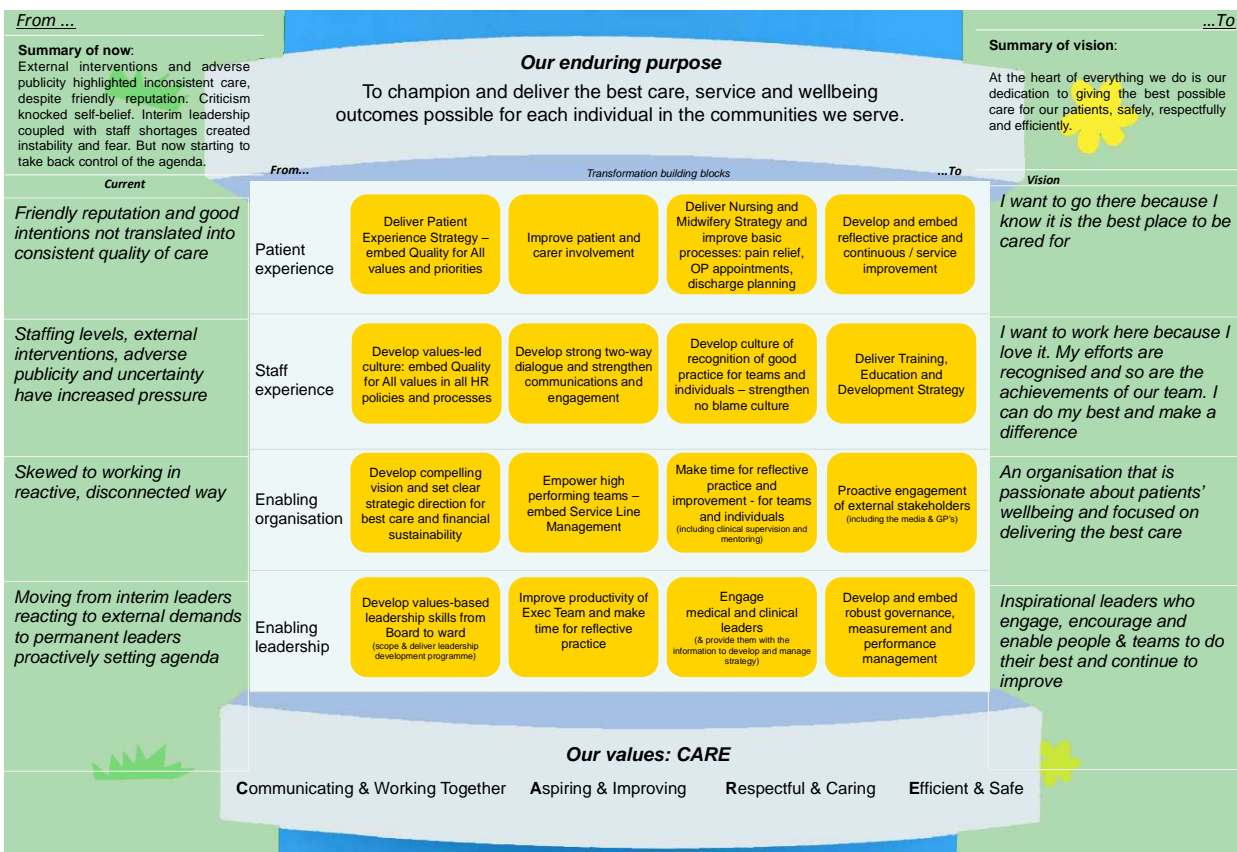 From ...
...To
Summary of now:
External interventions and adverse
publicity highlighted inconsistent care,
despite friendly reputation. Criticism
knocked self-belief. Interim leadership
coupled with staff shortages created
instability and fear. But now starting to
take back control of the agenda.
Our enduring purpose
To champion and deliver the best care, service and wellbeing
outcomes possible for each individual in the communities we serve.
Summary of vision:
At the heart of everything we do is our
dedication to giving the best possible
care for our patients, safely, respectfully
and efficiently.
Current
From...
Transformation building blocks
...To
Vision
Friendly reputation and good
intentions not translated into
consistent quality of care
Patient
experience
Deliver Patient
Experience Strategy –
embed Quality for All
values and priorities
Improve patient and
carer involvement
Deliver Nursing and
Midwifery Strategy and
improve basic
processes: pain relief,
OP appointments,
discharge planning
Develop and embed
reflective practice and
continuous / service
improvement
I want to go there because I
know it is the best place to be
cared for
Staffing levels, external
interventions, adverse
publicity and uncertainty
have increased pressure
Staff
experience
Develop values-led
culture: embed Quality
for All values in all HR
policies and processes
Develop strong two-way
dialogue and strengthen
communications and
engagement
Develop culture of
recognition of good
practice for teams and
individuals – strengthen
no blame culture
Deliver Training,
Education and
Development Strategy
I want to work here because I
love it. My efforts are
recognised and so are the
achievements of our team. I
can do my best and make a
difference
Skewed to working in
reactive, disconnected way
Enabling
organisation
Develop compelling
vision and set clear
strategic direction for
best care and financial
sustainability
Empower high
performing teams –
embed Service Line
Management
Make time for reflective
practice and
improvement - for teams
and individuals
(including clinical supervision and
mentoring)
Proactive engagement
of external stakeholders
(including the media & GP's)
An organisation that is
passionate about patients'
wellbeing and focused on
delivering the best care
Moving from interim leaders
reacting to external demands
to permanent leaders
proactively setting agenda
Enabling
leadership
Develop values-based
leadership skills from
Board to ward
(scope & deliver leadership
development programme)
Improve productivity of
Exec Team and make
time for reflective
practice
Engage
medical and clinical
leaders
(& provide them with the
information to develop and manage
strategy)
Develop and embed
robust governance,
measurement and
performance
management
Inspirational leaders who
engage, encourage and
enable people & teams to do
their best and continue to
improve
Our values: CARE
Communicating & Working Together Aspiring & Improving Respectful & Caring Efficient & Safe